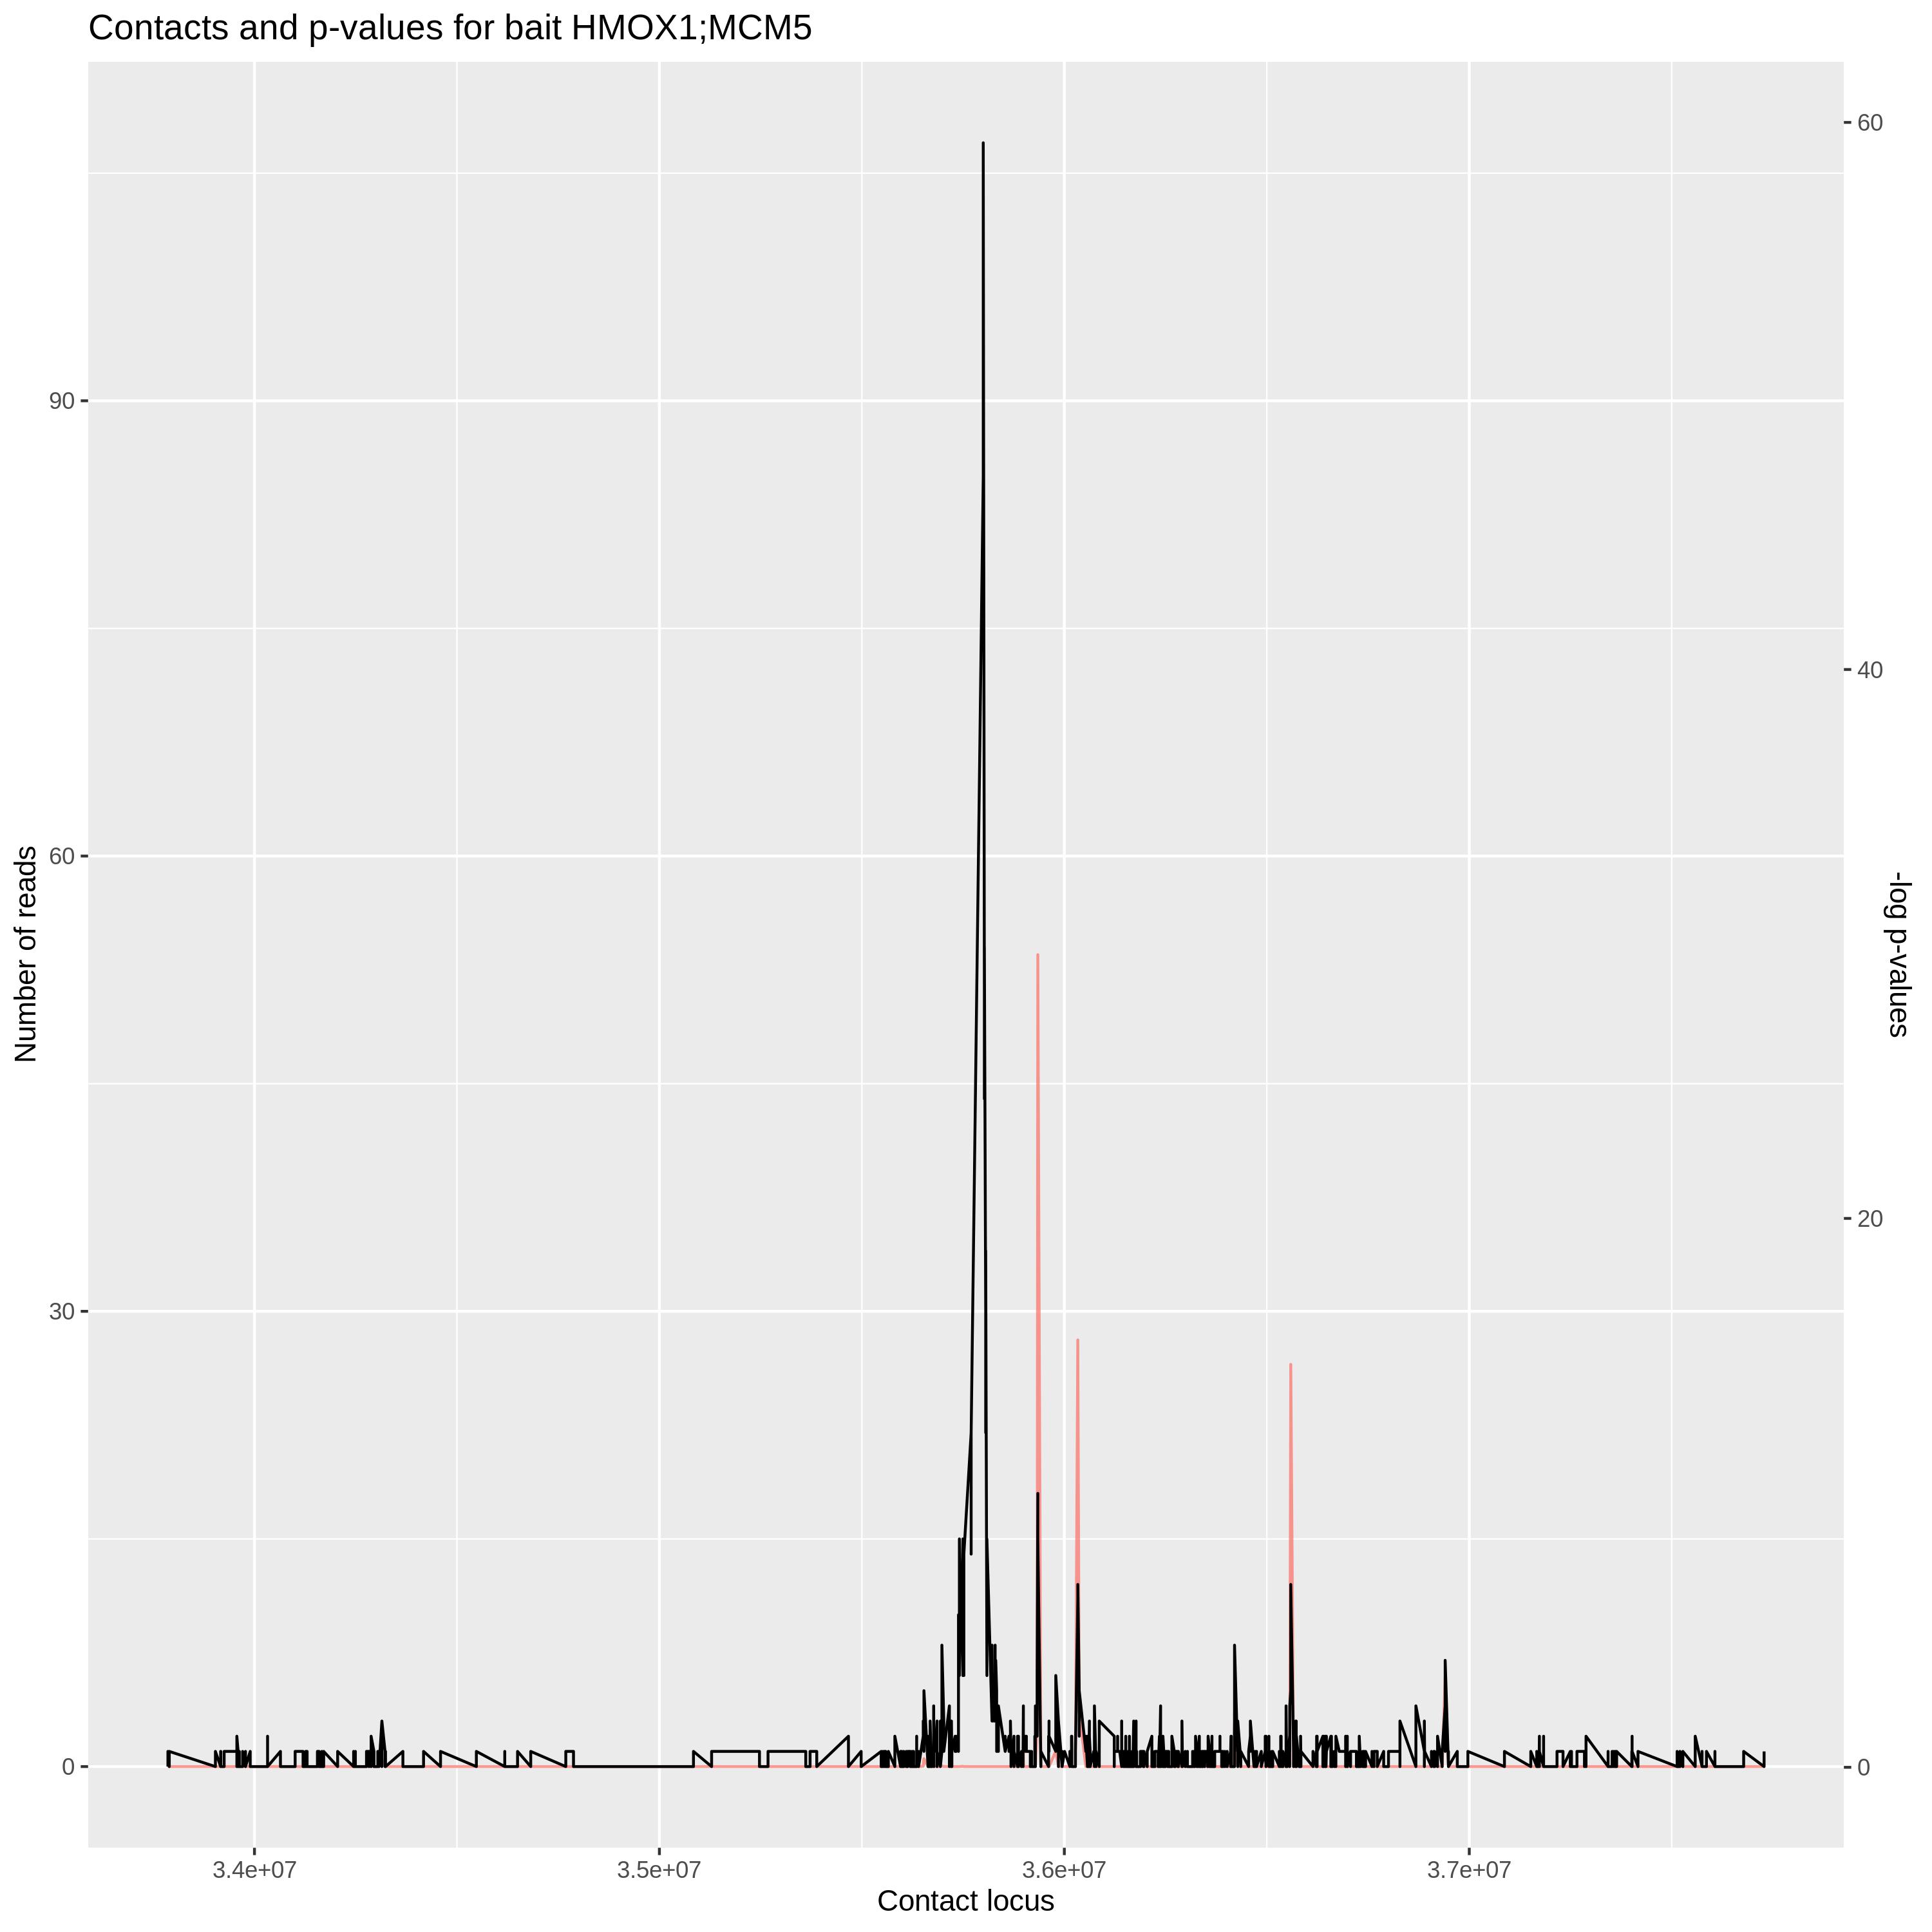 Contacts and p-values for bait HMOX1;MCM5
Number of reads
90
60
30
0
60
40
20
0
-log p-values
3.4e+07
3.5e+07
3.6e+07
3.7e+07
Contact locus